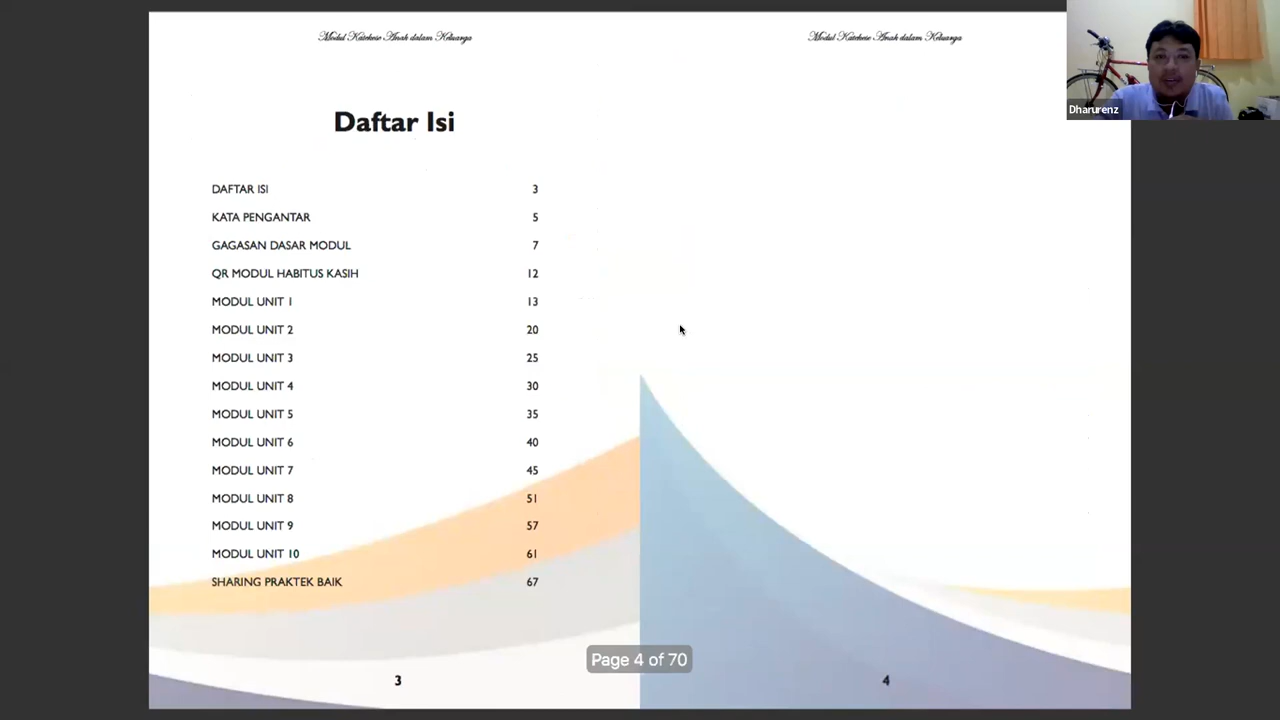 Modul Katekese Anak dalam Keluarga
Modul Katekese Anak dalam Keluarga
Dharurenz
Daftar Isi
DAFTAR ISI 3
KATA PENGANTAR 5
GAGASAN DASAR MODUL 7
QR MODUL HABITUS KASIH 12
MODUL UNIT 1 13
MODUL UNIT 2 20
MODUL UNIT 3 25
MODUL UNIT 4 30
MODUL UNIT 5 35
MODUL UNIT 6 40
MODUL UNIT 7 45
MODUL UNIT 8 51
MODUL UNIT 9 57
MODUL UNIT 10 61
SHARING PRAKTEK BAIK 67
Page 4 of 70
3
4